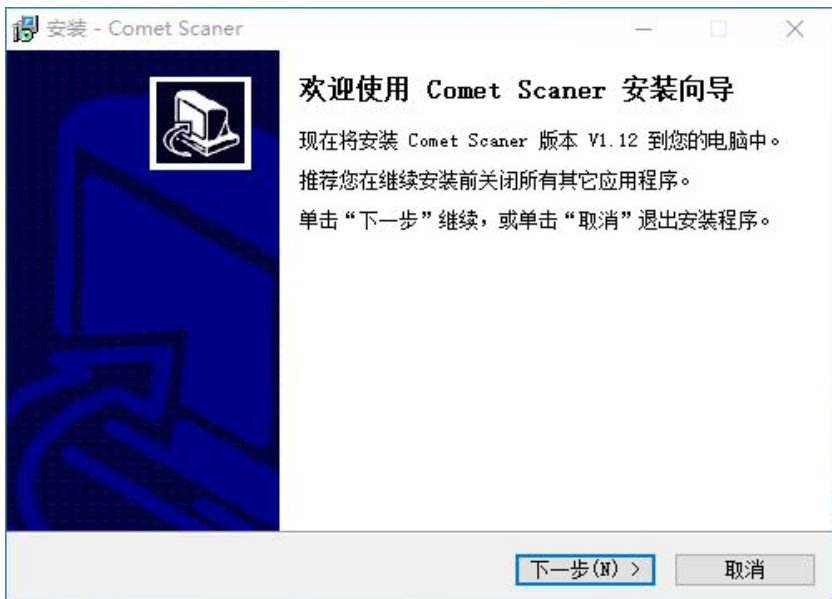 安装 - Comet Scaner
欢迎使用 Comet Scaner 安装向导
现在将安装 Comet Scaner 版本 V1.12 到您的电脑中。
推荐您在继续安装前关闭所有其它应用程序。
单击“下一步”继续，或单击“取消”退出安装程序。
下一步(N) >
取消